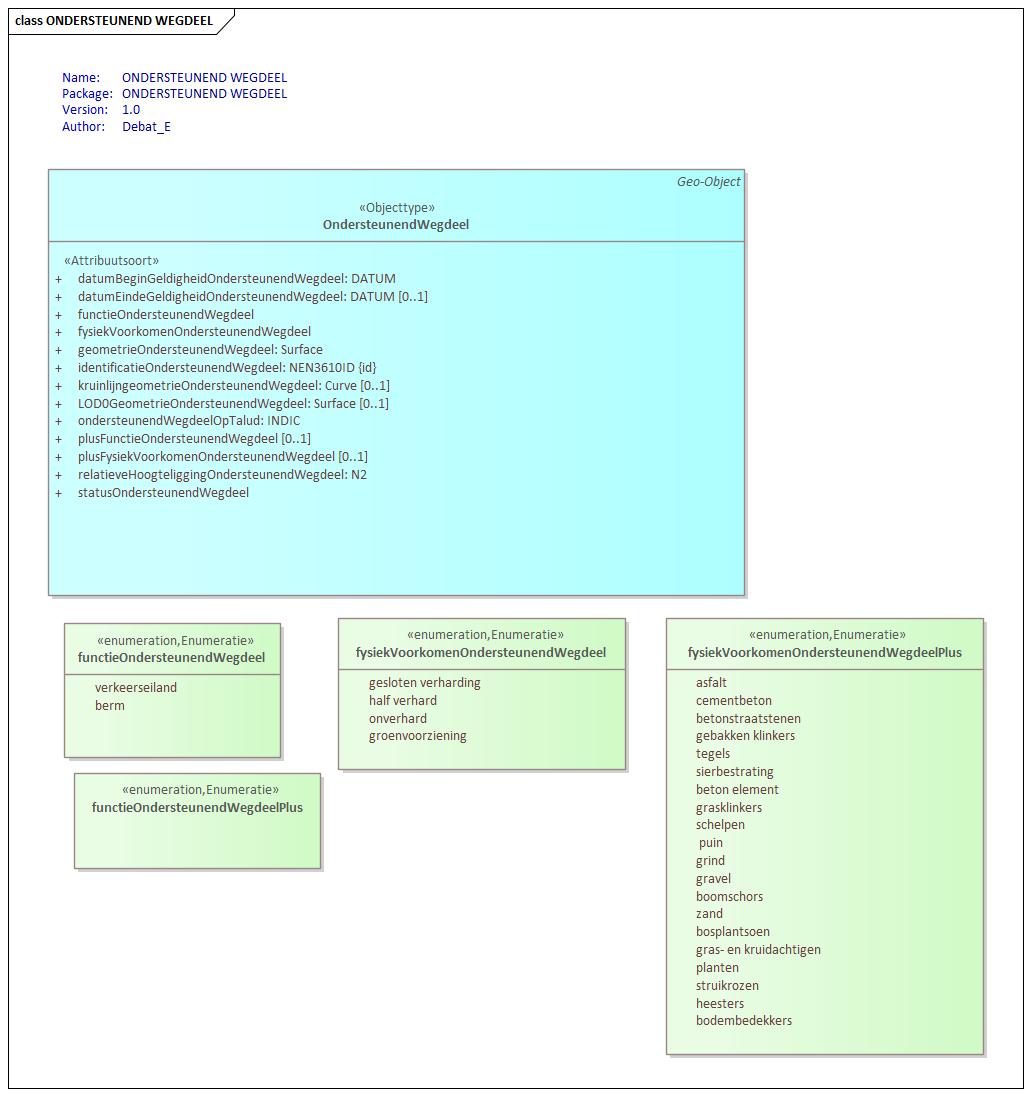 class ONDERSTEUNEND WEGDEEL
Name: ONDERSTEUNEND WEGDEEL
Package: ONDERSTEUNEND WEGDEEL
Version: 1.0
Author: Debat_E
Geo-Object
«Objecttype»
OndersteunendWegdeel
«Attribuutsoort»
+ datumBeginGeldigheidOndersteunendWegdeel: DATUM
+ datumEindeGeldigheidOndersteunendWegdeel: DATUM [0..1]
+ functieOndersteunendWegdeel
+ fysiekVoorkomenOndersteunendWegdeel
+ geometrieOndersteunendWegdeel: Surface
+ identificatieOndersteunendWegdeel: NEN3610ID {id}
+ kruinlijngeometrieOndersteunendWegdeel: Curve [0..1]
+ LOD0GeometrieOndersteunendWegdeel: Surface [0..1]
+ ondersteunendWegdeelOpTalud: INDIC
+ plusFunctieOndersteunendWegdeel [0..1]
+ plusFysiekVoorkomenOndersteunendWegdeel [0..1]
+ relatieveHoogteliggingOndersteunendWegdeel: N2
+ statusOndersteunendWegdeel
«enumeration,Enumeratie»
functieOndersteunendWegdeel
verkeerseiland
berm
«enumeration,Enumeratie»
functieOndersteunendWegdeelPlus
«enumeration,Enumeratie»
fysiekVoorkomenOndersteunendWegdeel
gesloten verharding
half verhard
onverhard
groenvoorziening
«enumeration,Enumeratie»
fysiekVoorkomenOndersteunendWegdeelPlus
asfalt
cementbeton
betonstraatstenen
gebakken klinkers
tegels
sierbestrating
beton element
grasklinkers
schelpen
puin
grind
gravel
boomschors
zand
bosplantsoen
gras- en kruidachtigen
planten
struikrozen
heesters
bodembedekkers